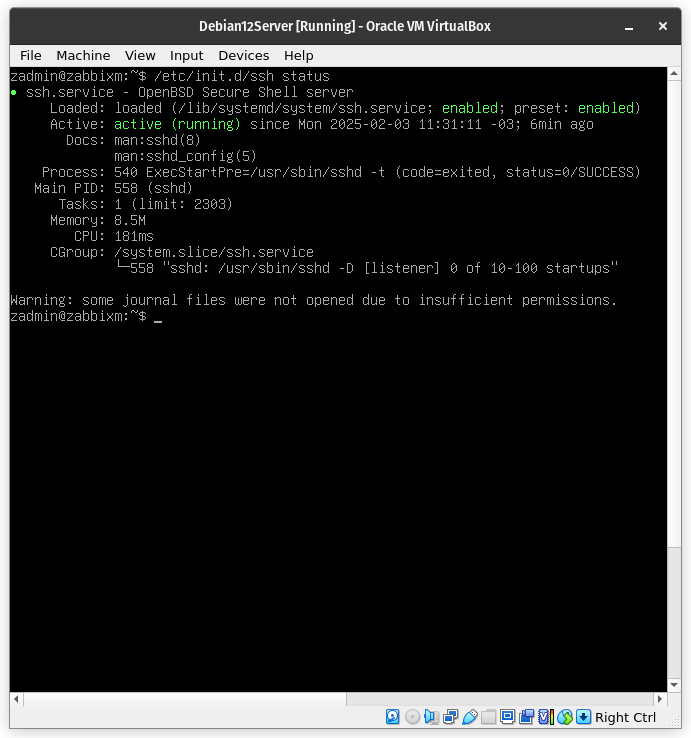 Debian12Server [Running] - Oracle VM VirtualBox
File Machine View Input Devices Help
zadmin@zabbixm:~$ /etc/init.d/ssh status
● ssh.service - OpenBSD Secure Shell server
Loaded: loaded (/lib/systemd/system/ssh.service; enabled; preset: enabled)
Active: active (running) since Mon 2025-02-03 11:31:11 -03; 6min ago
Docs: man:sshd(8)
man:sshd_config(5)
Process: 540 ExecStartPre=/usr/sbin/sshd -t (code=exited, status=0/SUCCESS)
Main PID: 558 (sshd)
Tasks: 1 (limit: 2303)
Memory: 8.5M
CPU: 181ms
CGroup: /system.slice/ssh.service
└─558 "sshd: /usr/sbin/sshd -D [listener] 0 of 10-100 startups"
Warning: some journal files were not opened due to insufficient permissions.
zadmin@zabbixm:~$ _
Right Ctrl